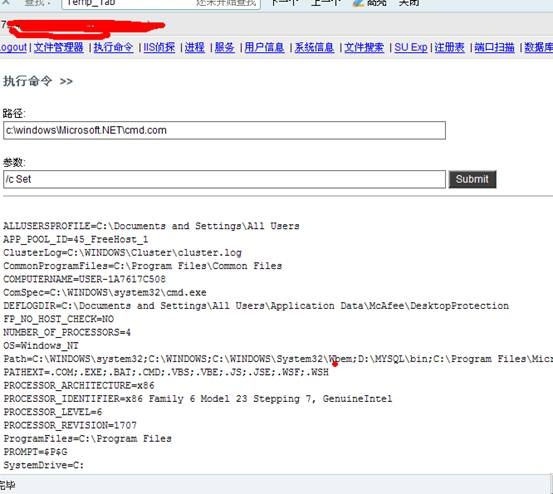 查找: Temp_Tab 还未开始查找 下一个 上一个 高亮 关闭
Logout | 文件管理器 | 执行命令 | IIS侦探 | 进程 | 服务 | 用户信息 | 系统信息 | 文件搜索 | SU Exp | 注册表 | 端口扫描 | 数据库
执行命令 >>
路径:
c:\windows\Microsoft.NET\cmd.com
参数:
/c Set Submit
ALLUSERSPROFILE=C:\Documents and Settings\All Users
APP_POOL_ID=45_FreeHost_1
ClusterLog=C:\WINDOWS\Cluster\cluster.log
CommonProgramFiles=C:\Program Files\Common Files
COMPUTERNAME=USER-1A7617C508
ComSpec=C:\WINDOWS\system32\cmd.exe
DEFLOGDIR=C:\Documents and Settings\All Users\Application Data\McAfee\DesktopProtection
FP_NO_HOST_CHECK=NO
NUMBER_OF_PROCESSORS=4
OS=Windows_NT
Path=C:\WINDOWS\system32;C:\WINDOWS;C:\WINDOWS\System32\Wbem;D:\MYSQL\bin;C:\Program Files\Micr
PATHEXT=.COM;.EXE;.BAT;.CMD;.VBS;.VBE;.JS;.JSE;.WSF;.WSH
PROCESSOR_ARCHITECTURE=x86
PROCESSOR_IDENTIFIER=x86 Family 6 Model 23 Stepping 7, GenuineIntel
PROCESSOR_LEVEL=6
PROCESSOR_REVISION=1707
ProgramFiles=C:\Program Files
PROMPT=$P$G
SystemDrive=C:
完毕